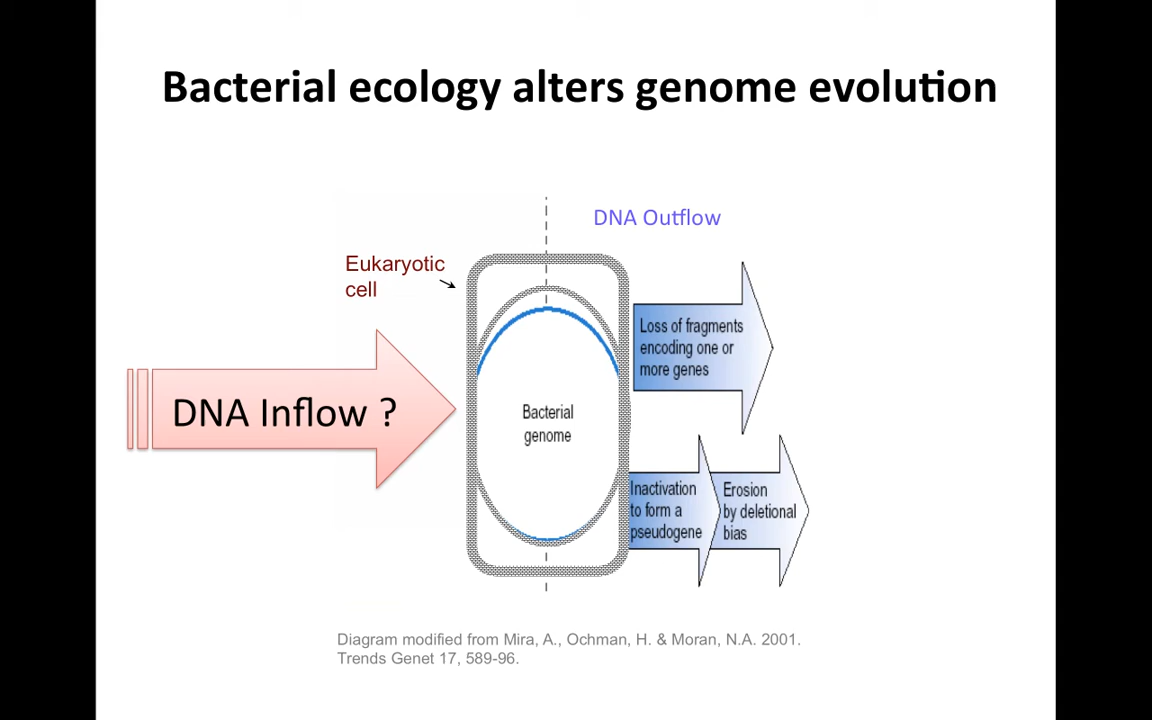 Bacterial ecology alters genome evolution
DNA Outflow
Eukaryotic
cell
Loss of fragments
encoding one or
more genes
DNA Inflow ?
Bacterial
genome
Inactivation
to form a
pseudogene
Erosion
by deletional
bias
Diagram modified from Mira, A., Ochman, H. & Moran, N.A. 2001.
Trends Genet 17, 589-96.